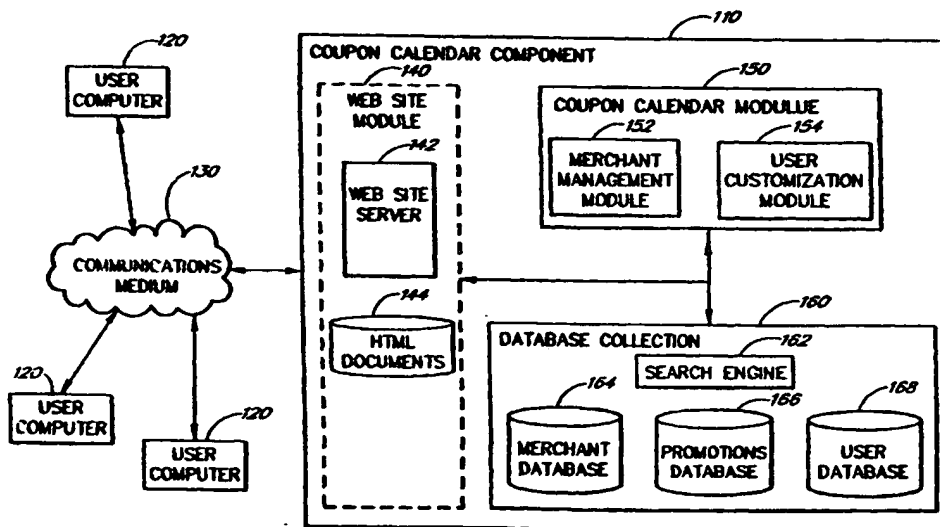 110
120
USER
COMPUTER
COUPON CALENDAR COMPONENT
140
WEB SITE
MODULE
142
WEB SITE
SERVER
144
HTML
DOCUMENTS
150
COUPON CALENDAR MODULUE
152
MERCHANT
MANAGEMENT
MODULE
154
USER
CUSTOMIZATION
MODULE
130
COMMUNICATIONS
MEDIUM
120
USER
COMPUTER
120
USER
COMPUTER
160
DATABASE COLLECTION
162
SEARCH ENGINE
164
MERCHANT
DATABASE
166
PROMOTIONS
DATABASE
168
USER
DATABASE